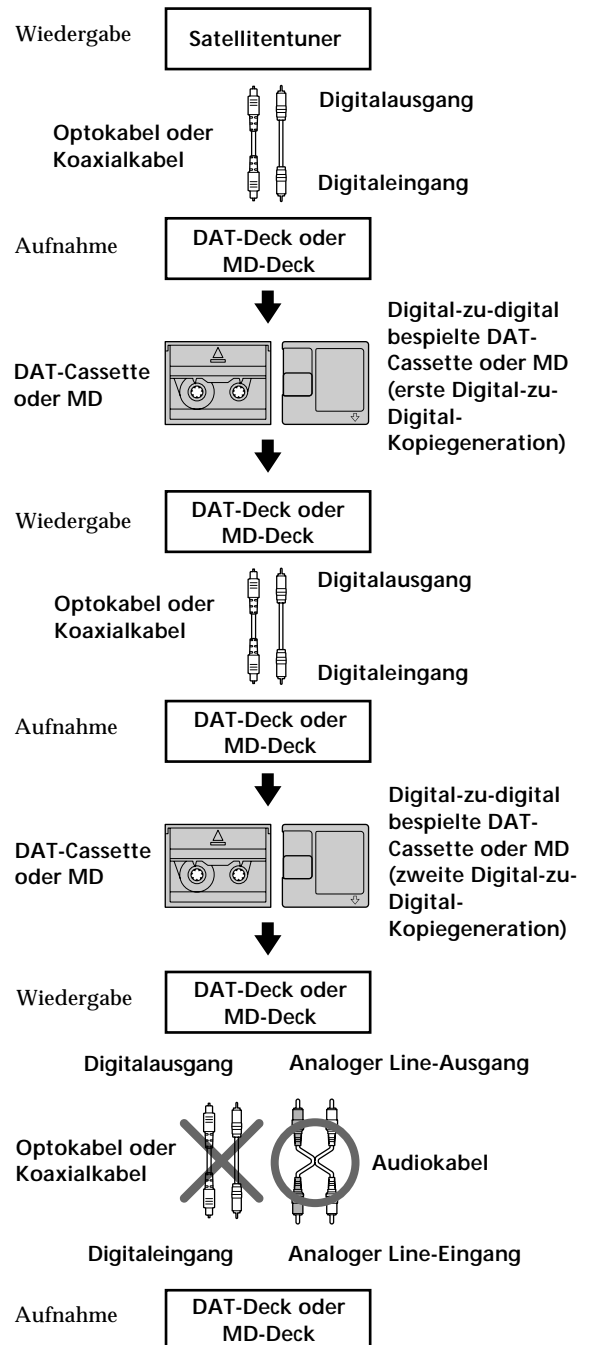 Wiedergabe
Satellitentuner
Digitalausgang
Optokabel oder
Koaxialkabel
Digitaleingang
Aufnahme
DAT-Deck oder
MD-Deck
DAT-Cassette
oder MD
Digital-zu-digital
bespielte DAT-
Cassette oder MD
(erste Digital-zu-
Digital-
Kopiegeneration)
Wiedergabe
DAT-Deck oder
MD-Deck
Digitalausgang
Optokabel oder
Koaxialkabel
Digitaleingang
Aufnahme
DAT-Deck oder
MD-Deck
DAT-Cassette
oder MD
Digital-zu-digital
bespielte DAT-
Cassette oder MD
(zweite Digital-zu-
Digital-
Kopiegeneration)
Wiedergabe
DAT-Deck oder
MD-Deck
Digitalausgang
Analoger Line-Ausgang
Optokabel oder
Koaxialkabel
Audiokabel
Digitaleingang
Analoger Line-Eingang
Aufnahme
DAT-Deck oder
MD-Deck